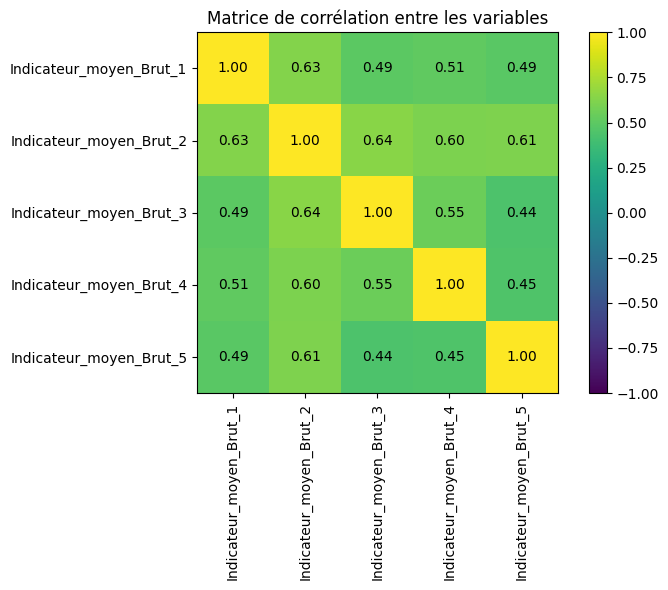 Matrice de corrélation entre les variables
Indicateur_moyen_Brut_1 1.00 0.63 0.49 0.51 0.49
Indicateur_moyen_Brut_2 0.63 1.00 0.64 0.60 0.61
Indicateur_moyen_Brut_3 0.49 0.64 1.00 0.55 0.44
Indicateur_moyen_Brut_4 0.51 0.60 0.55 1.00 0.45
Indicateur_moyen_Brut_5 0.49 0.61 0.44 0.45 1.00
Indicateur_moyen_Brut_1
Indicateur_moyen_Brut_2
Indicateur_moyen_Brut_3
Indicateur_moyen_Brut_4
Indicateur_moyen_Brut_5
1.00
0.75
0.50
0.25
0.00
−0.25
−0.50
−0.75
−1.00